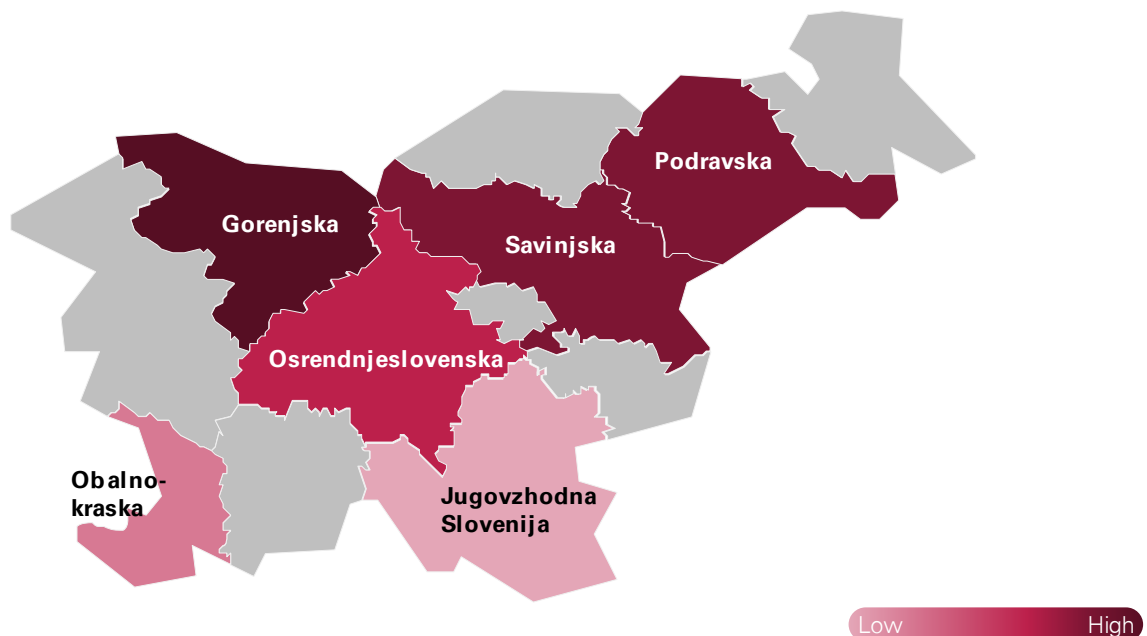 Podravska
Gorenjska
Savinjska
Osrendnjeslovenska
Obalno-
kraska
Jugovzhodna
Slovenija
Low
High